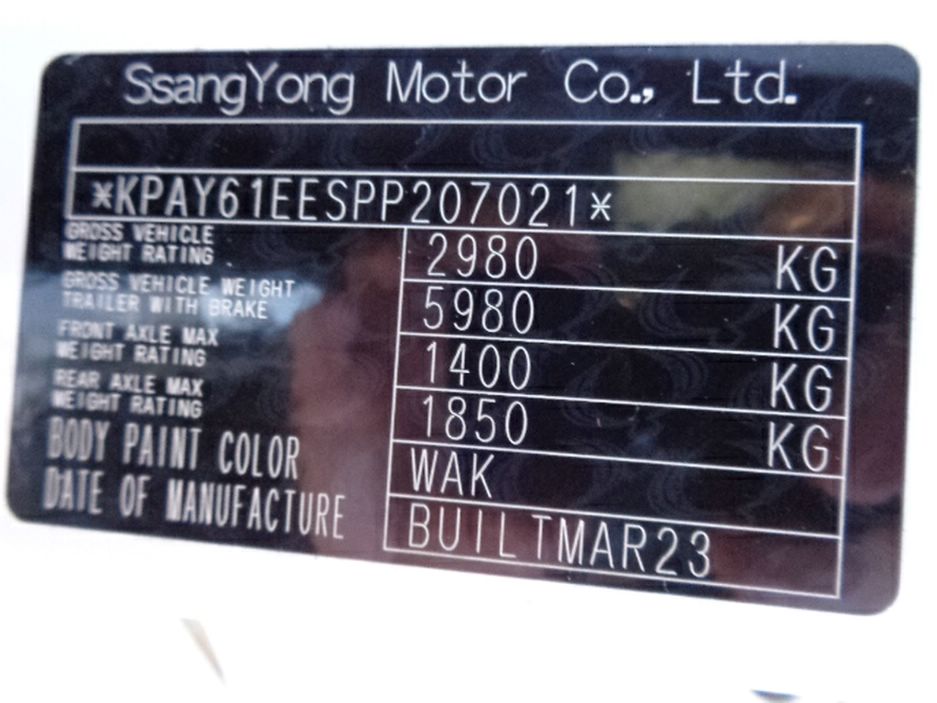 SsangYong Motor Co., Ltd.
*KPAY61EESPP207021*
GROSS VEHICLE
WEIGHT RATING
2980 KG
GROSS VEHICLE WEIGHT
TRAILER WITH BRAKE
5980 KG
FRONT AXLE MAX
WEIGHT RATING
1400 KG
REAR AXLE MAX
WEIGHT RATING
1850 KG
BODY PAINT COLOR
WAK
DATE OF MANUFACTURE
BUILTMAR23